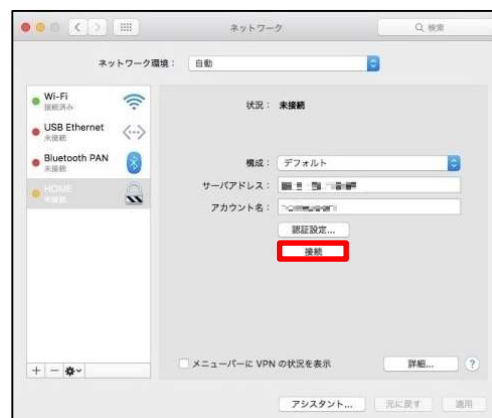 ネットワーク
検索
ネットワーク環境： 自動
Wi-Fi
接続済み
USB Ethernet
未接続
Bluetooth PAN
未接続
HOME
未接続
状況： 未接続
構成： デフォルト
サーバアドレス：
アカウント名：
認証設定...
接続
メニューバーに VPN の状況を表示
詳細...
?
アシスタント...
元に戻す
適用